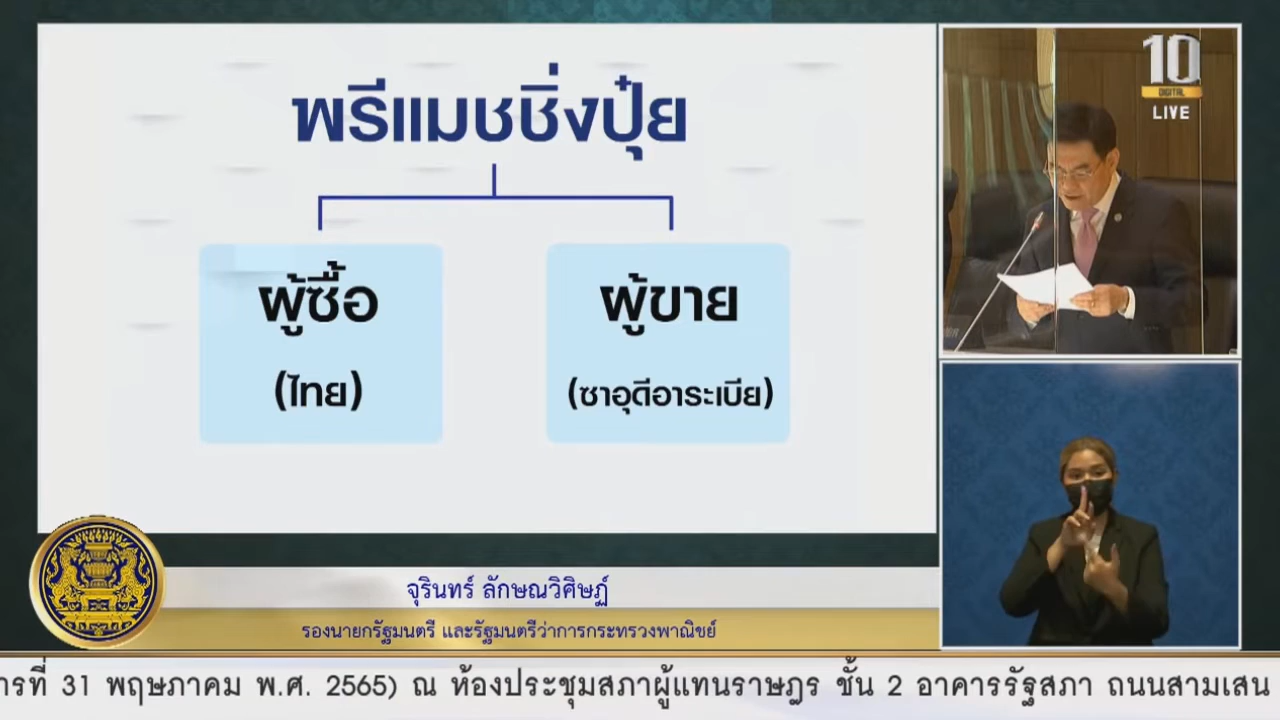 พรีแมชชิ่งปุ๋ย
ผู้ซื้อ
(ไทย)
ผู้ขาย
(ซาอุดีอาระเบีย)
10
DIGITAL
LIVE
จุรินทร์ ลักษณวิศิษฏ์
รองนายกรัฐมนตรี และรัฐมนตรีว่าการกระทรวงพาณิชย์
ารที่ 31 พฤษภาคม พ.ศ. 2565) ณ ห้องประชุมสภาผู้แทนราษฎร ชั้น 2 อาคารรัฐสภา ถนนสามเสน